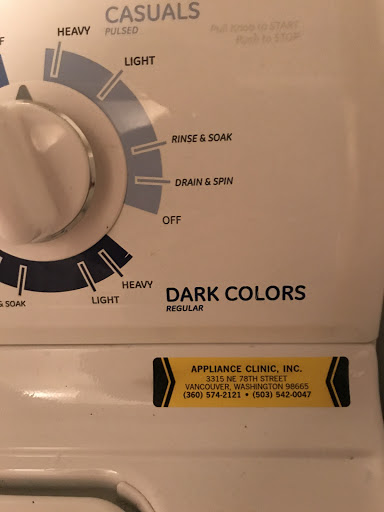 CASUALS
PULSED
Pull Knob to START
Push to STOP
F
HEAVY
LIGHT
RINSE & SOAK
DRAIN & SPIN
OFF
HEAVY
LIGHT
& SOAK
DARK COLORS
REGULAR
APPLIANCE CLINIC, INC.
3315 NE 78TH STREET
VANCOUVER, WASHINGTON 98665
(360) 574-2121 • (503) 542-0047